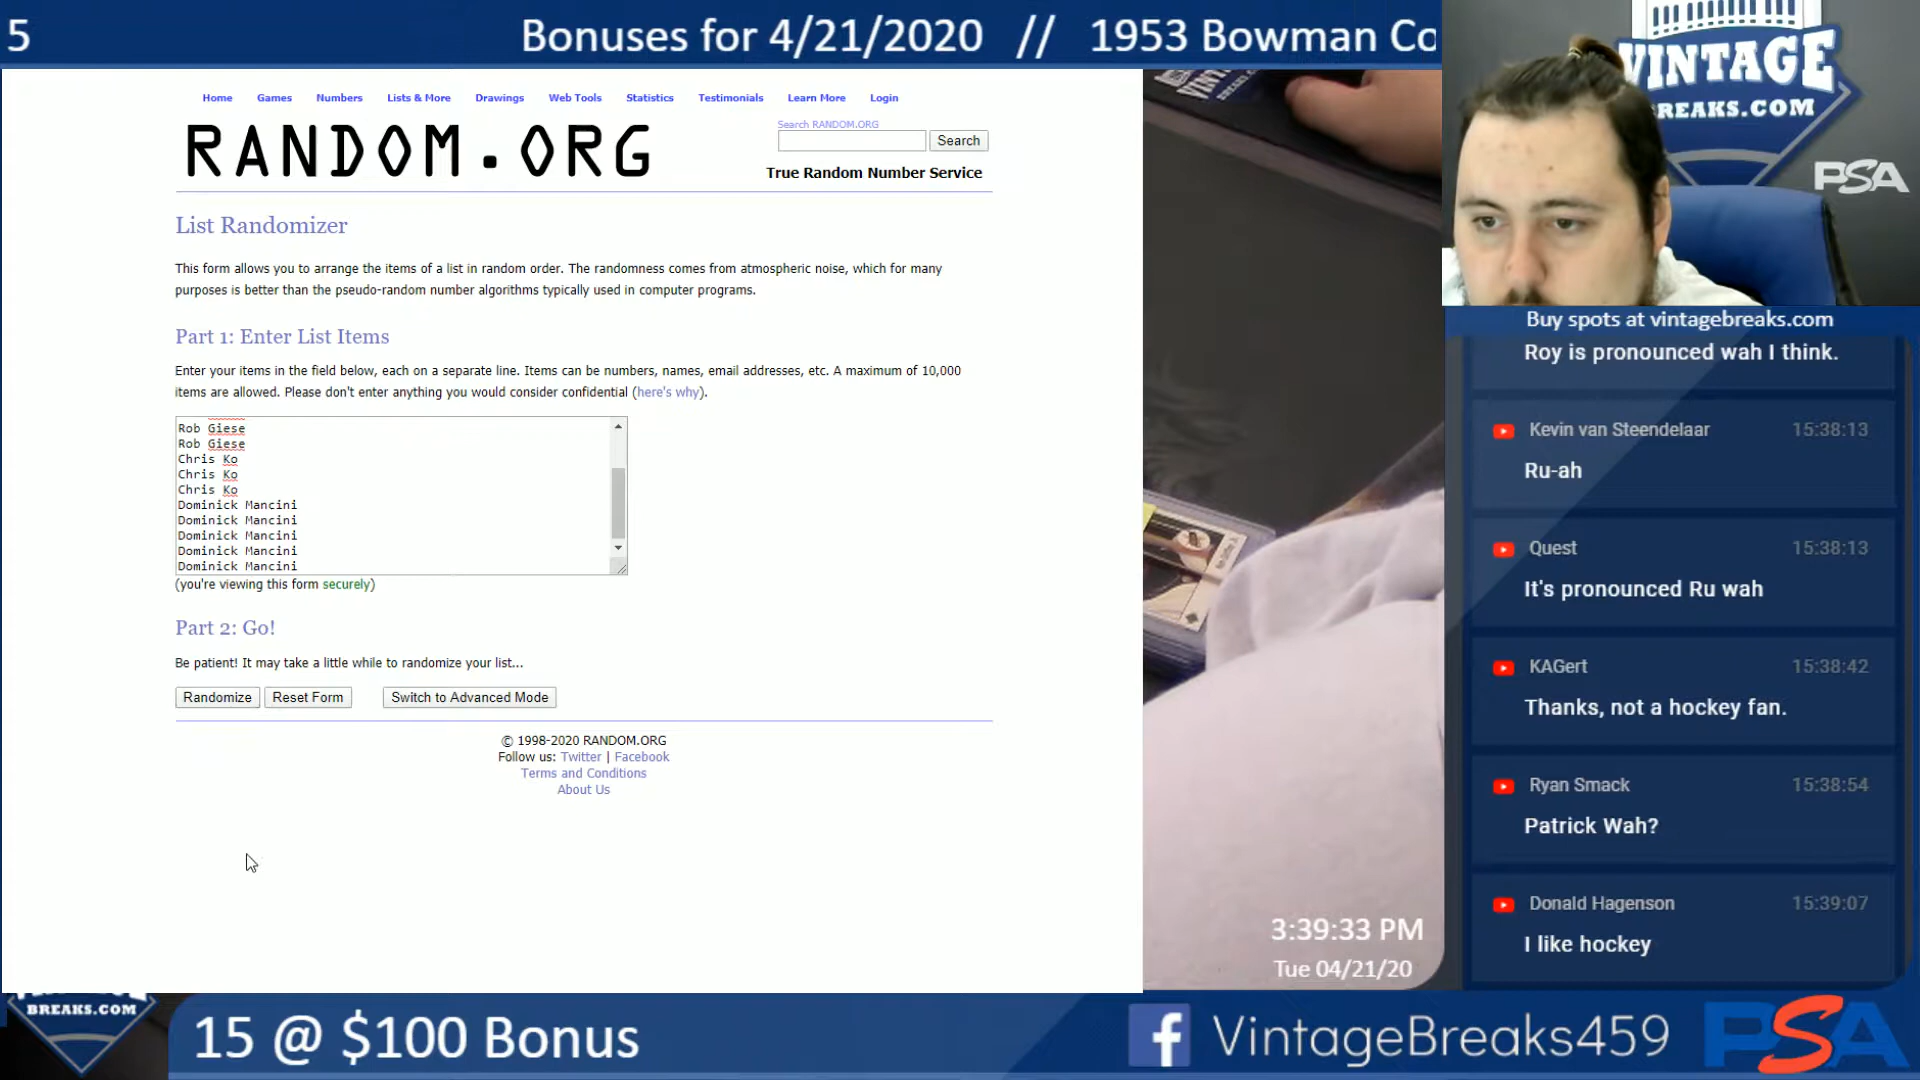 5 Bonuses for 4/21/2020 // 1953 Bowman Co
VINTAGE
BREAKS.COM
PSA
Home Games Numbers Lists & More Drawings Web Tools Statistics Testimonials Learn More Login
RANDOM.ORG
Search RANDOM.ORG
Search
True Random Number Service
List Randomizer
This form allows you to arrange the items of a list in random order. The randomness comes from atmospheric noise, which for many
purposes is better than the pseudo-random number algorithms typically used in computer programs.
Part 1: Enter List Items
Enter your items in the field below, each on a separate line. Items can be numbers, names, email addresses, etc. A maximum of 10,000
items are allowed. Please don't enter anything you would consider confidential (here's why).
Rob Giese
Rob Giese
Chris Ko
Chris Ko
Chris Ko
Dominick Mancini
Dominick Mancini
Dominick Mancini
Dominick Mancini
Dominick Mancini
(you're viewing this form securely)
Part 2: Go!
Be patient! It may take a little while to randomize your list...
Randomize Reset Form Switch to Advanced Mode
© 1998-2020 RANDOM.ORG
Follow us: Twitter | Facebook
Terms and Conditions
About Us
3:39:33 PM
Tue 04/21/20
Buy spots at vintagebreaks.com
Roy is pronounced wah I think.
Kevin van Steendelaar 15:38:13
Ru-ah
Quest 15:38:13
It's pronounced Ru wah
KAGert 15:38:42
Thanks, not a hockey fan.
Ryan Smack 15:38:54
Patrick Wah?
Donald Hagenson 15:39:07
I like hockey
VINTAGE
BREAKS.COM
15 @ $100 Bonus
f VintageBreaks459
PSA